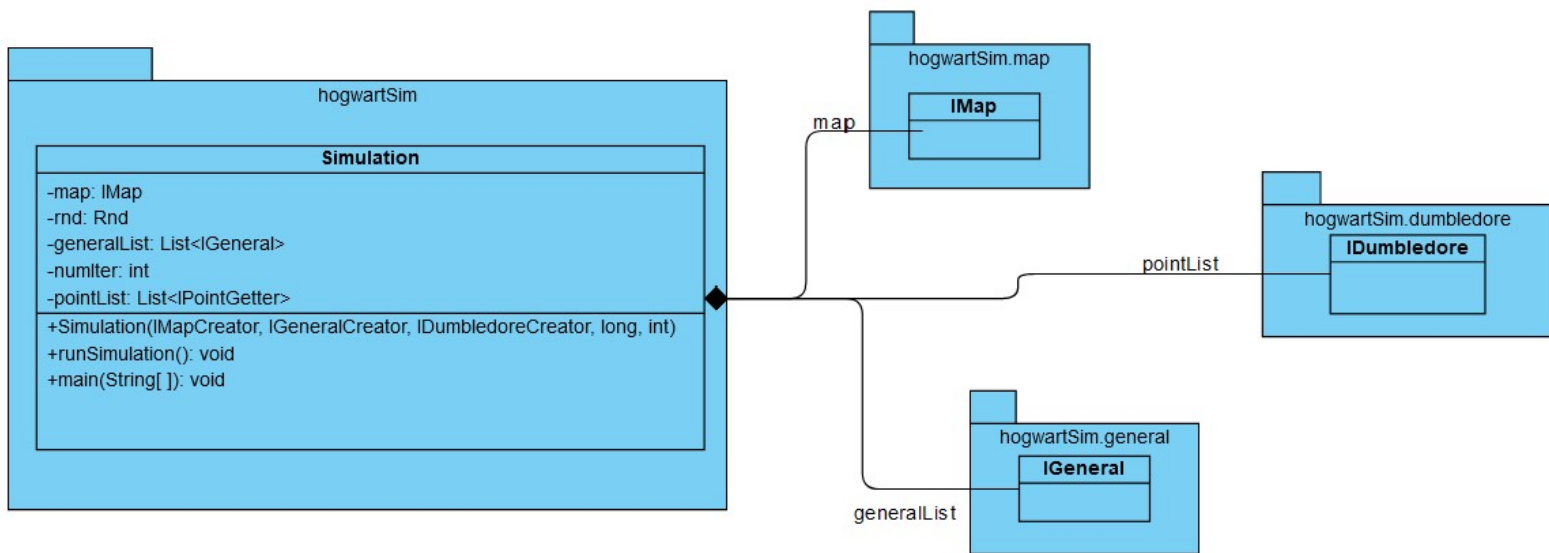 hogwartSim
Simulation
-map: IMap
-rnd: Rnd
-generalList: List<IGeneral>
-numIter: int
-pointList: List<IPointGetter>
+Simulation(IMapCreator, IGeneralCreator, IDumbledoreCreator, long, int)
+runSimulation(): void
+main(String[ ]): void
map
hogwartSim.map
IMap
pointList
hogwartSim.dumbledore
IDumbledore
generalList
hogwartSim.general
IGeneral